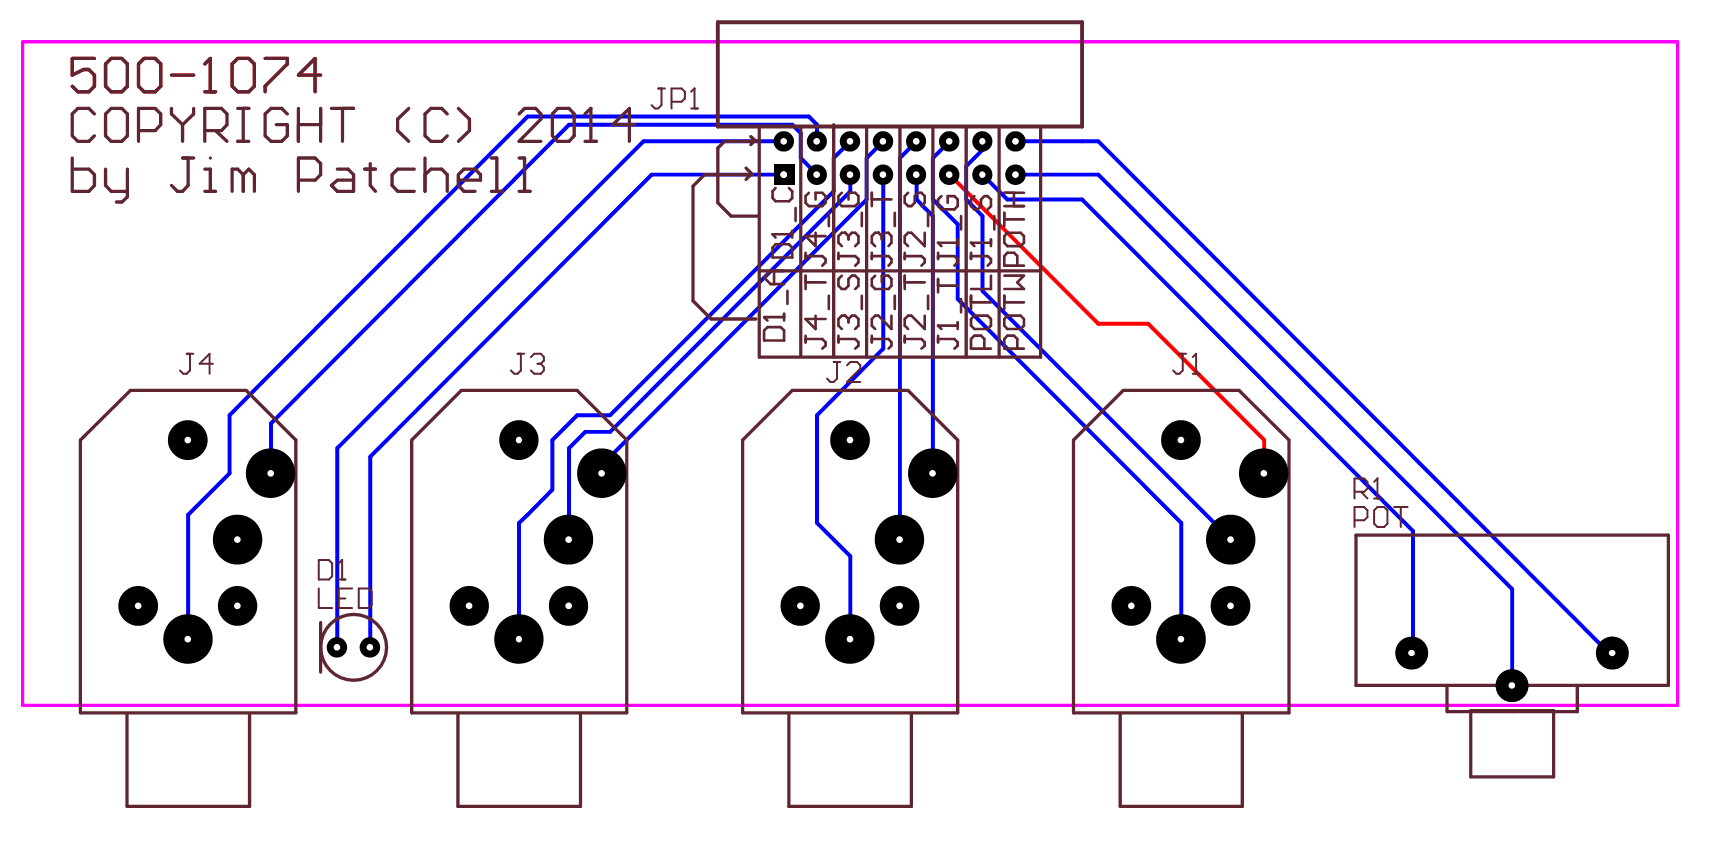 500-1074
COPYRIGHT (C) 2014
by Jim Patchell
JP1
D1_C
J4_G
J3_G
J3_T
J2_S
J1_G
J1_S
POTH
D1_A
J4_T
J3_S
J2_G
J2_T
J1_T
POTL
POTW
J4
J3
J2
J1
R1
POT
D1
LED